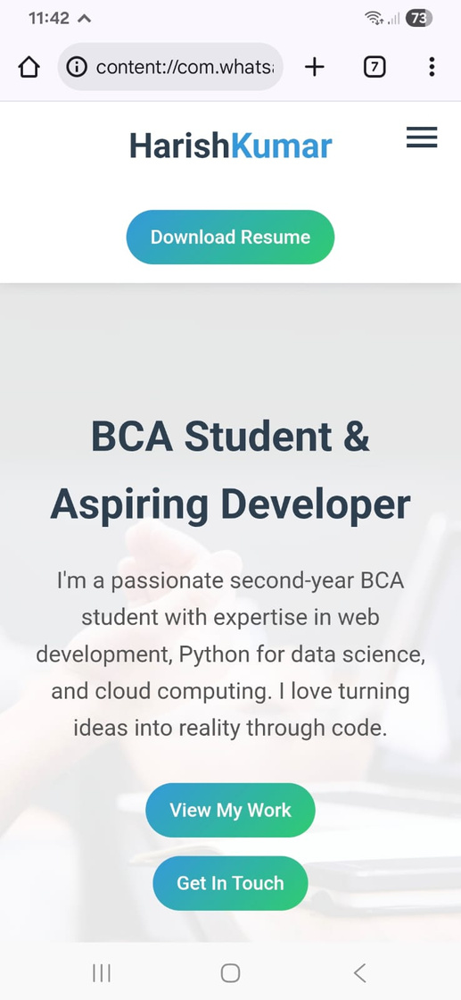 11:42
73
content://com.whats
7
HarishKumar
Download Resume
BCA Student &
Aspiring Developer
I'm a passionate second-year BCA
student with expertise in web
development, Python for data science,
and cloud computing. I love turning
ideas into reality through code.
View My Work
Get In Touch